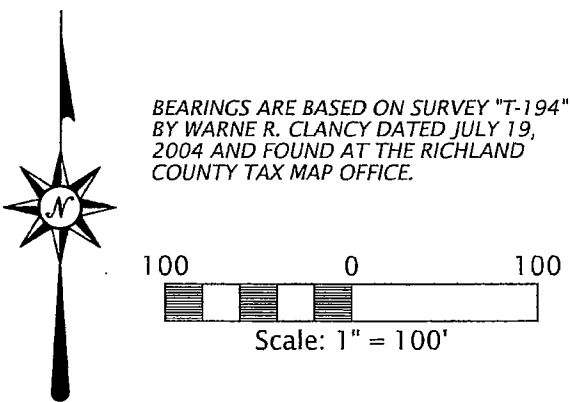 BEARINGS ARE BASED ON SURVEY "T-194"
BY WARNE R. CLANCY DATED JULY 19,
2004 AND FOUND AT THE RICHLAND
COUNTY TAX MAP OFFICE.
N
100 0 100
Scale: 1" = 100'